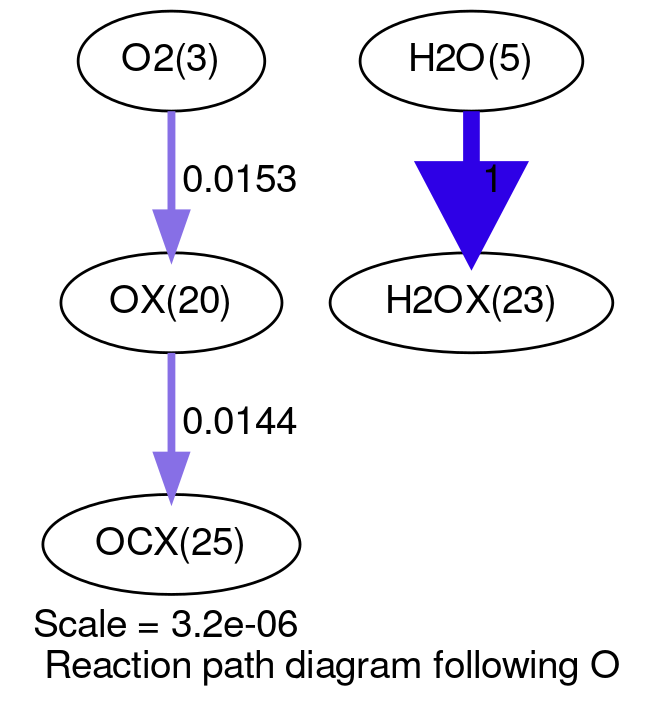 O2(3)
H2O(5)
0.0153
1
OX(20)
H2OX(23)
0.0144
OCX(25)
Scale = 3.2e-06
Reaction path diagram following O